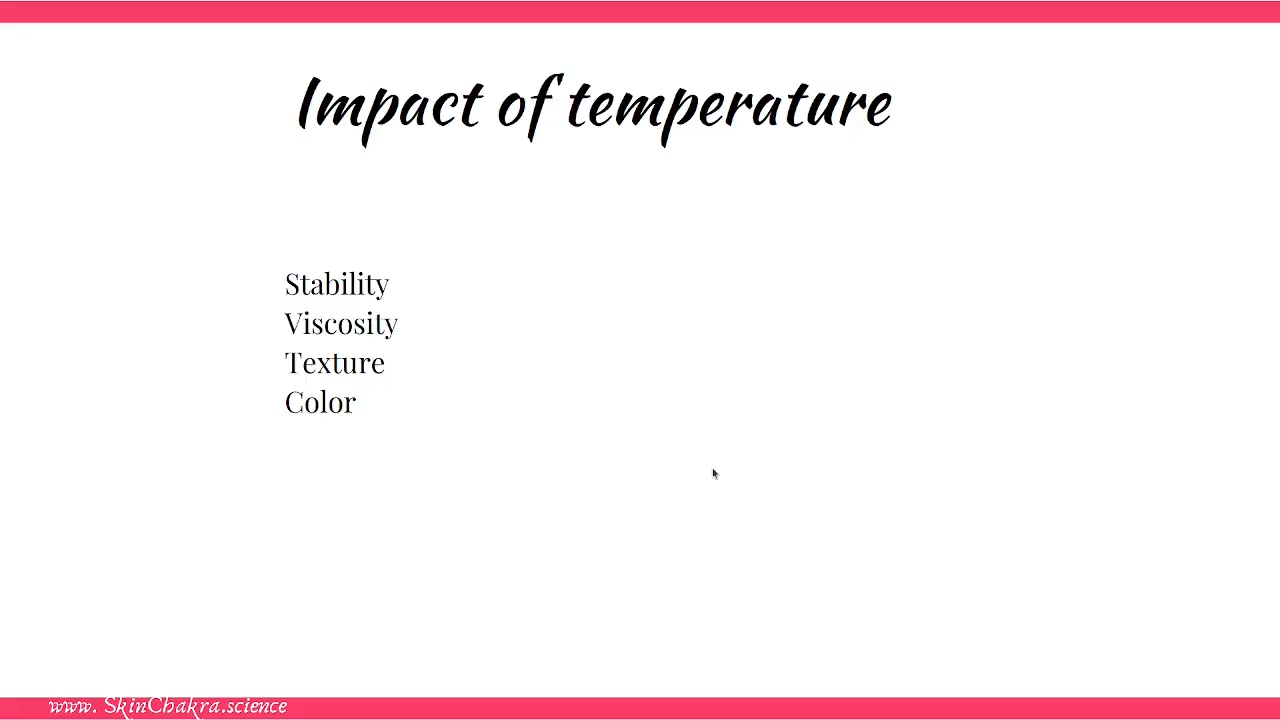 Impact of temperature
Stability
Viscosity
Texture
Color
www. SkinChakra.science